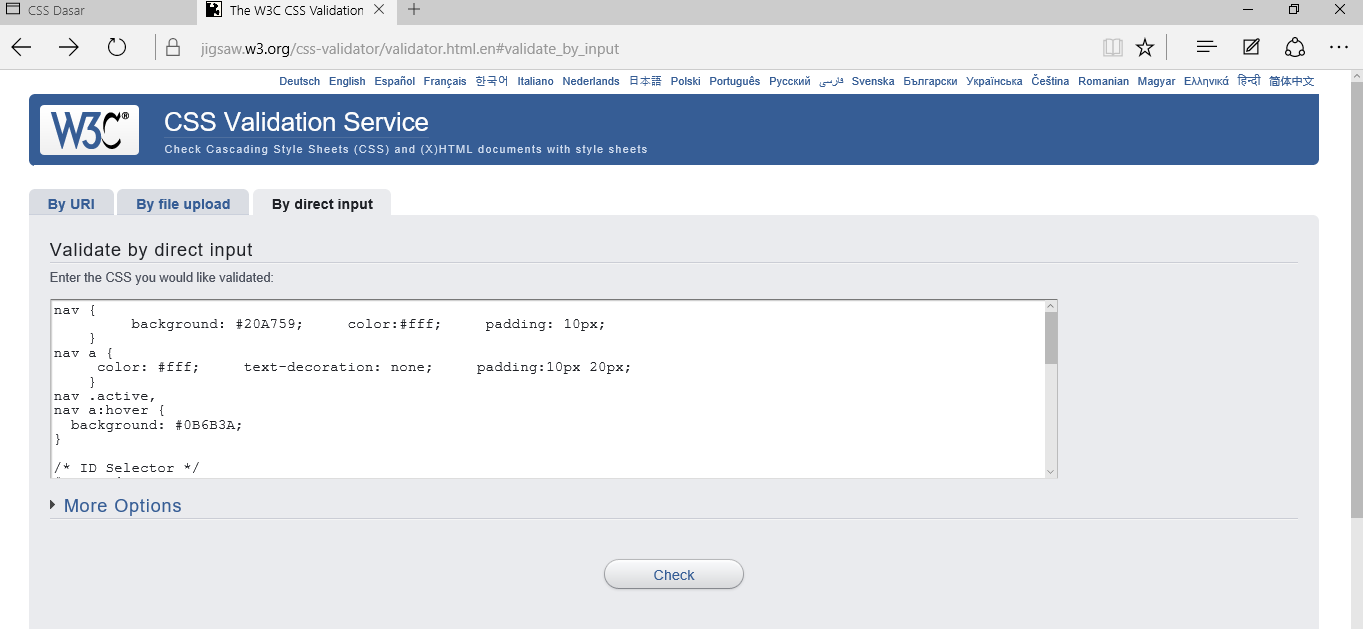 CSS Dasar
The W3C CSS Validation
jigsaw.w3.org/css-validator/validator.html.en#validate_by_input
Deutsch English Español Français 한국어 Italiano Nederlands 日本語 Polski Português Русский فارسی Svenska Български Українська Čeština Romanian Magyar Ελληνικά हिन्दी 简体中文
W3C®
CSS Validation Service
Check Cascading Style Sheets (CSS) and (X)HTML documents with style sheets
By URI By file upload By direct input
Validate by direct input
Enter the CSS you would like validated:
nav {
background: #20A759; color:#fff; padding: 10px;
}
nav a {
color: #fff; text-decoration: none; padding:10px 20px;
}
nav .active,
nav a:hover {
background: #0B6B3A;
}
/* ID Selector */
More Options
Check